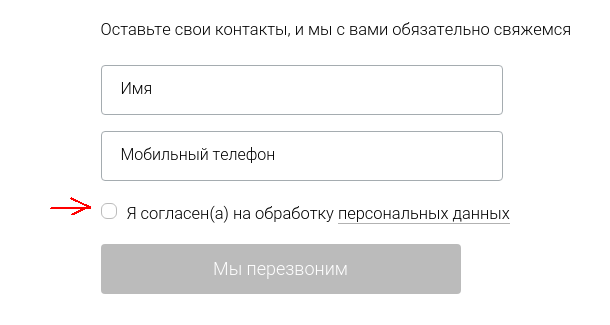 Оставьте свои контакты, и мы с вами обязательно свяжемся
Имя
Мобильный телефон
Я согласен(а) на обработку персональных данных
Мы перезвоним